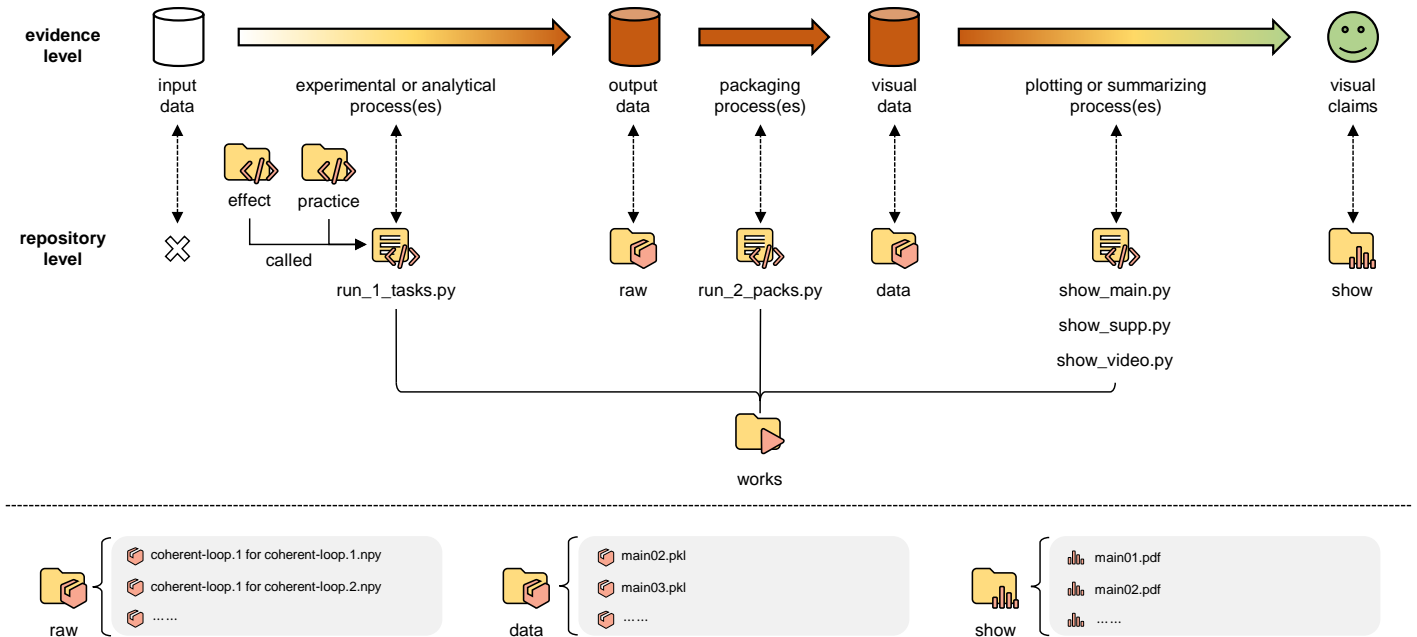 evidence
level
input
data
experimental or analytical
process(es)
output
data
packaging
process(es)
visual
data
plotting or summarizing
process(es)
visual
claims
effect
practice
repository
level
called
run_1_tasks.py
raw
run_2_packs.py
data
show_main.py
show
show_supp.py
show_video.py
works
coherent-loop.1 for coherent-loop.1.npy
coherent-loop.1 for coherent-loop.2.npy
……
raw
main02.pkl
main03.pkl
……
data
main01.pdf
main02.pdf
……
show